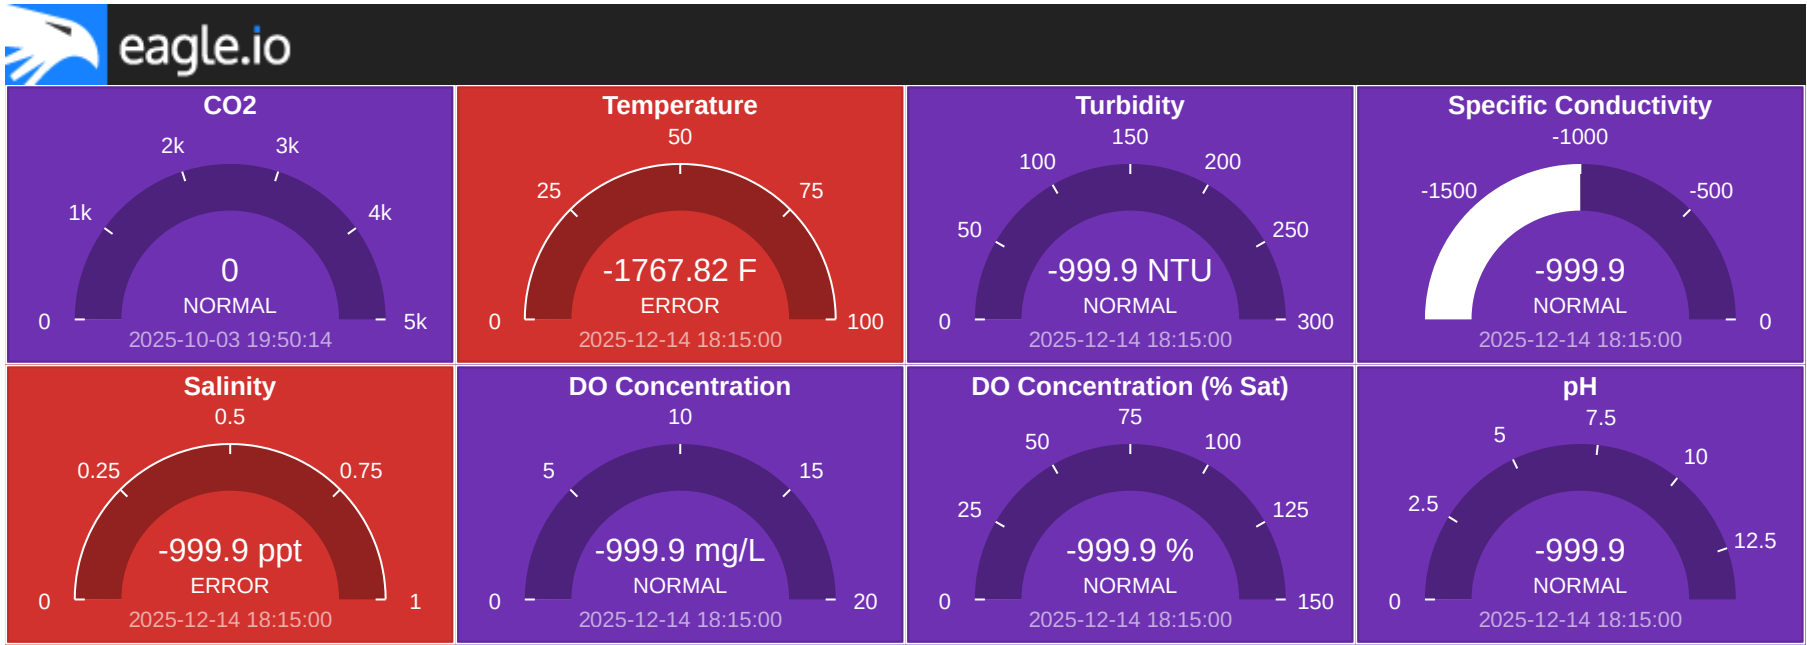 eagle.io
CO2
2k 3k
1k 4k
0
NORMAL
0 5k
2025-10-03 19:50:14
Temperature
50
25 75
-1767.82 F
ERROR
0 100
2025-12-14 18:15:00
Turbidity
150
100 200
50 250
-999.9 NTU
NORMAL
0 300
2025-12-14 18:15:00
Specific Conductivity
-1000
-1500 -500
-999.9
NORMAL
0
2025-12-14 18:15:00
Salinity
0.5
0.25 0.75
-999.9 ppt
ERROR
0 1
2025-12-14 18:15:00
DO Concentration
10
5 15
-999.9 mg/L
NORMAL
0 20
2025-12-14 18:15:00
DO Concentration (% Sat)
75
50 100
25 125
-999.9 %
NORMAL
0 150
2025-12-14 18:15:00
pH
7.5
5 10
2.5 12.5
-999.9
NORMAL
0
2025-12-14 18:15:00